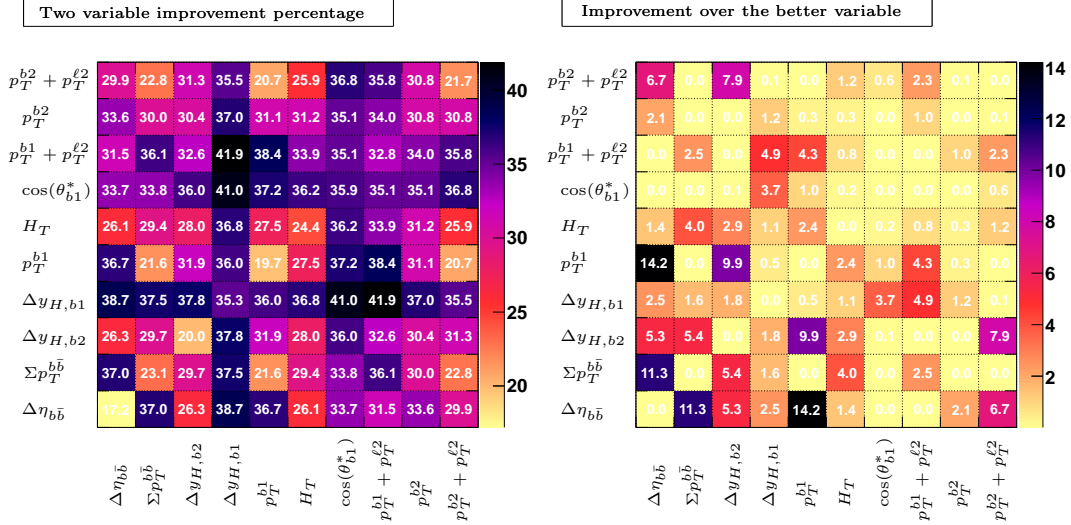 Two variable improvement percentage
p_T^{b2} + p_T^{ℓ2} 29.9 22.8 31.3 35.5 20.7 25.9 36.8 35.8 30.8 21.7
p_T^{b2} 33.6 30.0 30.4 37.0 31.1 31.2 35.1 34.0 30.8 30.8
p_T^{b1} + p_T^{ℓ2} 31.5 36.1 32.6 41.9 38.4 33.9 35.1 32.8 34.0 35.8
cos(θ*_{b1}) 33.7 33.8 36.0 41.0 37.2 36.2 35.9 35.1 35.1 36.8
H_T 26.1 29.4 28.0 36.8 27.5 24.4 36.2 33.9 31.2 25.9
p_T^{b1} 36.7 21.6 31.9 36.0 19.7 27.5 37.2 38.4 31.1 20.7
Δy_{H,b1} 38.7 37.5 37.8 35.3 36.0 36.8 41.0 41.9 37.0 35.5
Δy_{H,b2} 26.3 29.7 20.0 37.8 31.9 28.0 36.0 32.6 30.4 31.3
Σp_T^{bb̄} 37.0 23.1 29.7 37.5 21.6 29.4 33.8 36.1 30.0 22.8
Δη_{bb̄} 17.2 37.0 26.3 38.7 36.7 26.1 33.7 31.5 33.6 29.9
Δη_{bb̄} Σp_T^{bb̄} Δy_{H,b2} Δy_{H,b1} p_T^{b1} H_T cos(θ*_{b1}) p_T^{b1} + p_T^{ℓ2} p_T^{b2} p_T^{b2} + p_T^{ℓ2}
40
35
30
25
20
Improvement over the better variable
p_T^{b2} + p_T^{ℓ2} 6.7 0.0 7.9 0.1 0.0 1.2 0.6 2.3 0.1 0.0
p_T^{b2} 2.1 0.0 0.0 1.2 0.3 0.3 0.0 1.0 0.0 0.1
p_T^{b1} + p_T^{ℓ2} 0.0 2.5 0.0 4.9 4.3 0.8 0.0 0.0 1.0 2.3
cos(θ*_{b1}) 0.0 0.0 0.1 3.7 1.0 0.2 0.0 0.0 0.0 0.6
H_T 1.4 4.0 2.9 1.1 2.4 0.0 0.2 0.8 0.3 1.2
p_T^{b1} 14.2 0.0 9.9 0.5 0.0 2.4 1.0 4.3 0.3 0.0
Δy_{H,b1} 2.5 1.6 1.8 0.0 0.5 1.1 3.7 4.9 1.2 0.1
Δy_{H,b2} 5.3 5.4 0.0 1.8 9.9 2.9 0.1 0.0 0.0 7.9
Σp_T^{bb̄} 11.3 0.0 5.4 1.6 0.0 4.0 0.0 2.5 0.0 0.0
Δη_{bb̄} 0.0 11.3 5.3 2.5 14.2 1.4 0.0 0.0 2.1 6.7
Δη_{bb̄} Σp_T^{bb̄} Δy_{H,b2} Δy_{H,b1} p_T^{b1} H_T cos(θ*_{b1}) p_T^{b1} + p_T^{ℓ2} p_T^{b2} p_T^{b2} + p_T^{ℓ2}
14
12
10
8
6
4
2